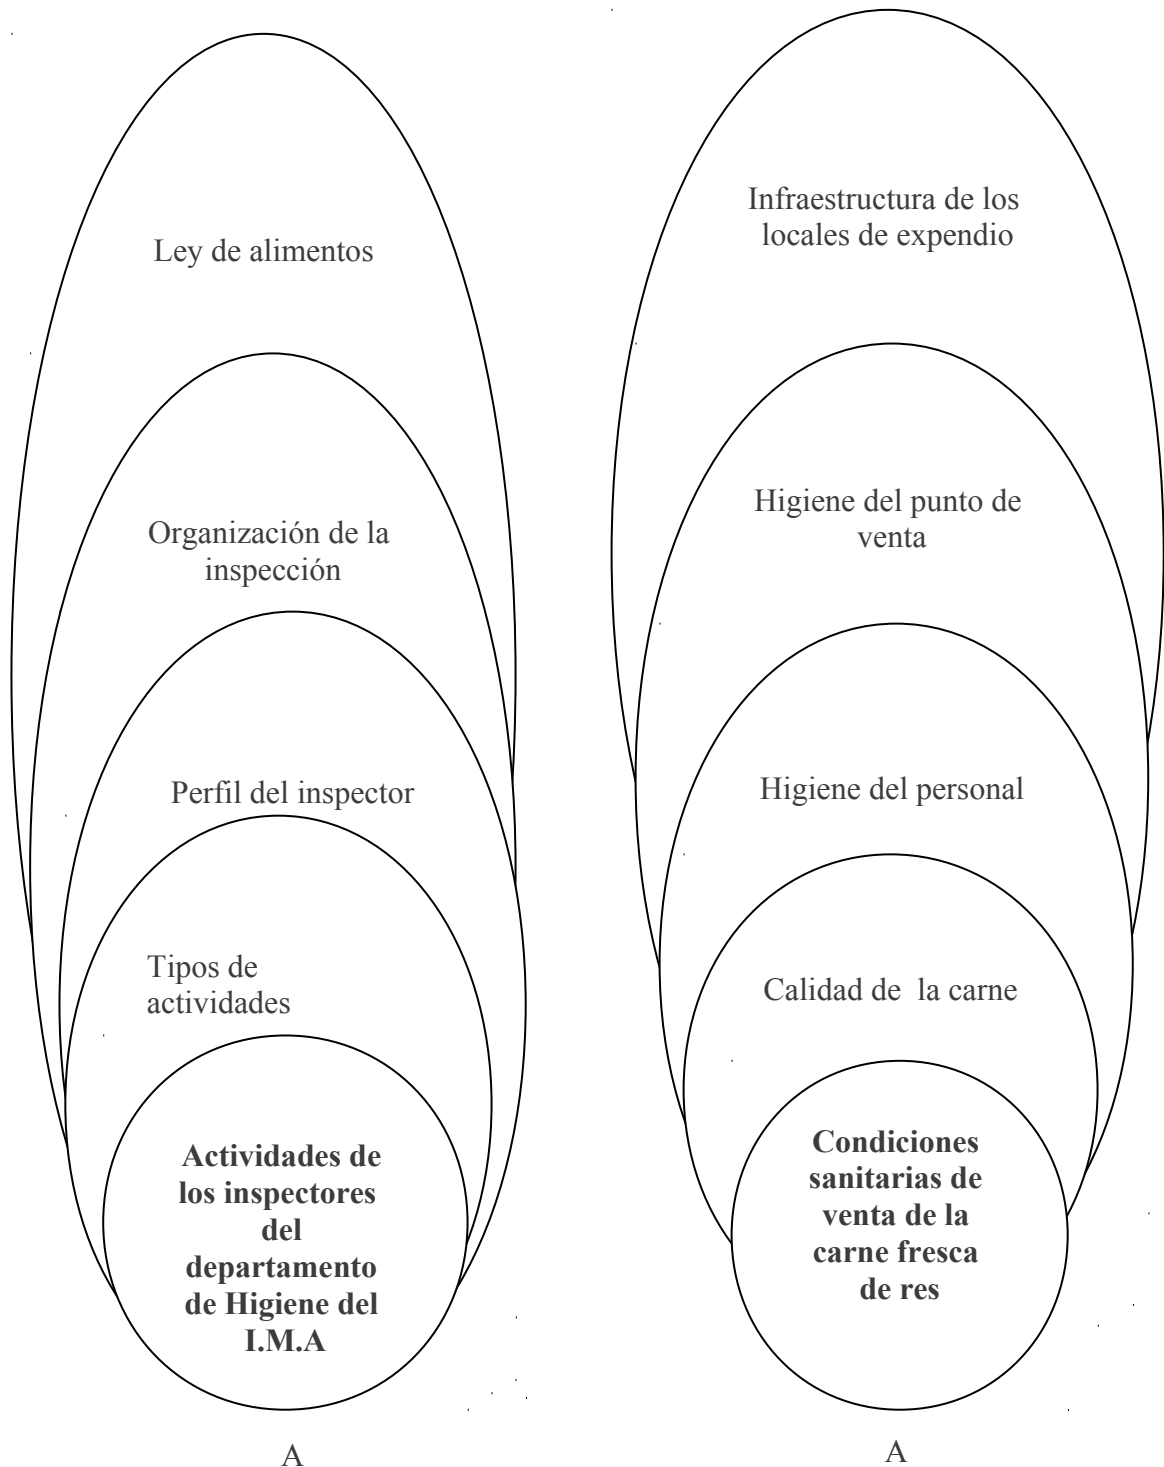 Ley de alimentos
Organización de la
inspección
Perfil del inspector
Tipos de
actividades
Actividades de
los inspectores
del
departamento
de Higiene del
I.M.A
A
Infraestructura de los
locales de expendio
Higiene del punto de
venta
Higiene del personal
Calidad de  la carne
Condiciones
sanitarias de
venta de la
carne fresca
de res
A